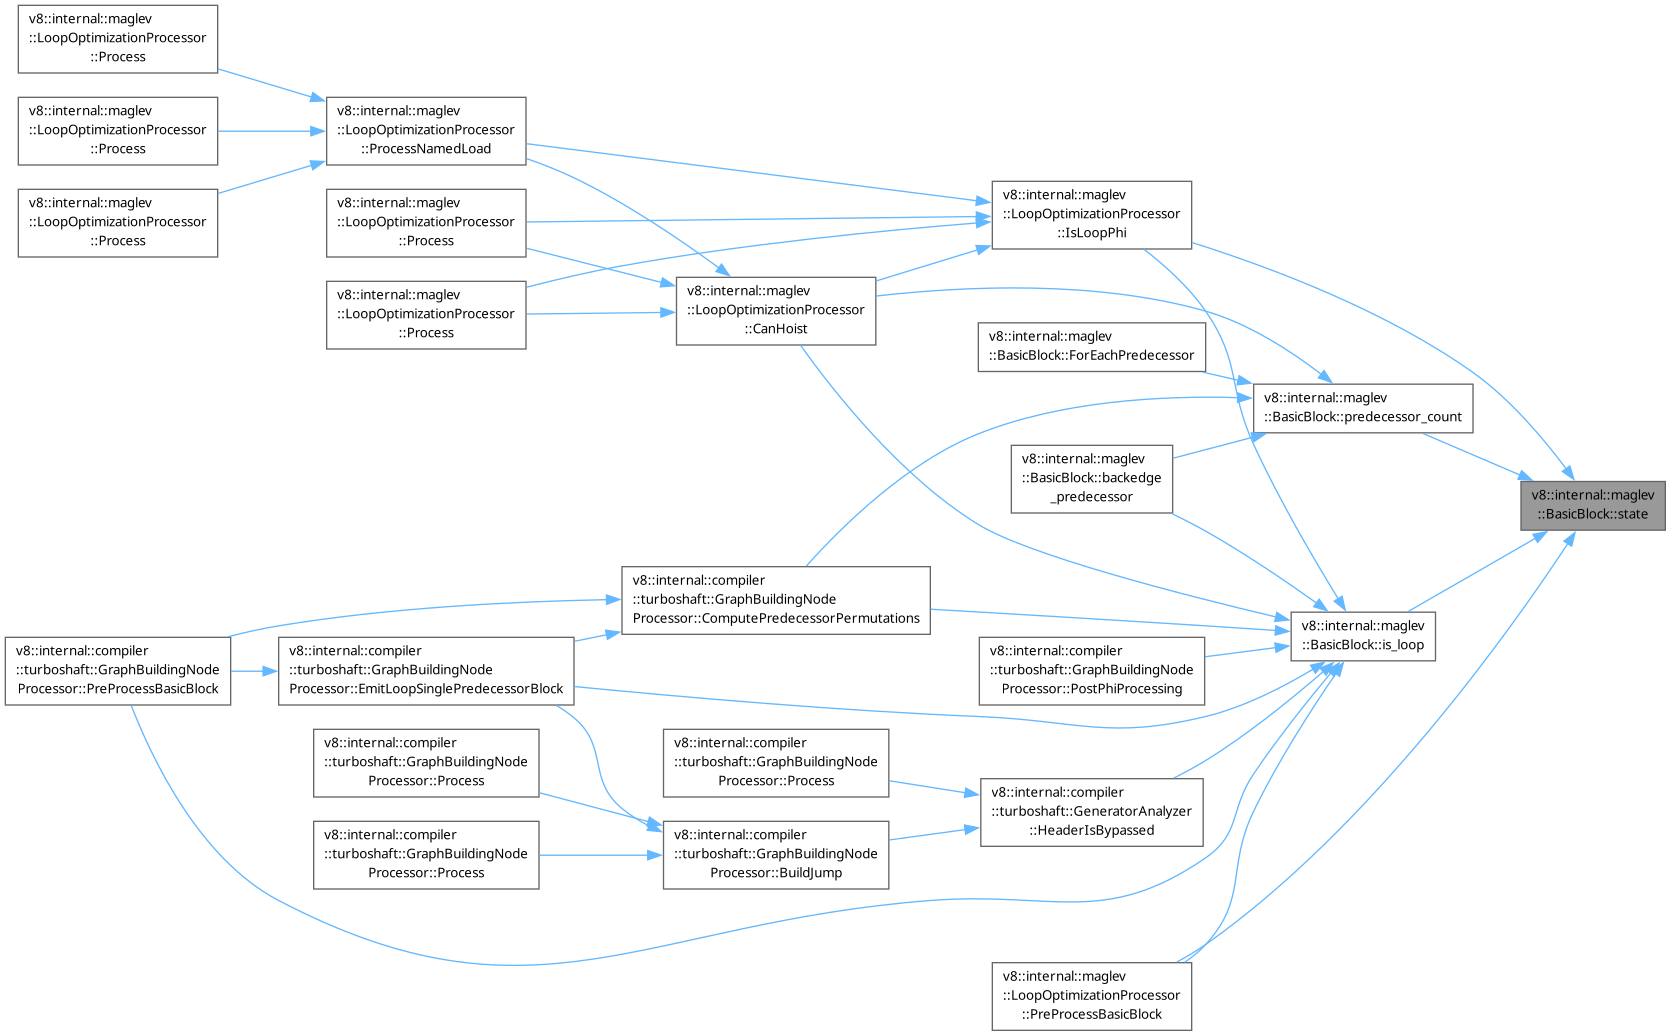 v8::internal::maglev
::LoopOptimizationProcessor
::Process
v8::internal::maglev
::LoopOptimizationProcessor
::Process
v8::internal::maglev
::LoopOptimizationProcessor
::Process
v8::internal::maglev
::LoopOptimizationProcessor
::ProcessNamedLoad
v8::internal::maglev
::LoopOptimizationProcessor
::Process
v8::internal::maglev
::LoopOptimizationProcessor
::Process
v8::internal::maglev
::LoopOptimizationProcessor
::CanHoist
v8::internal::maglev
::LoopOptimizationProcessor
::IsLoopPhi
v8::internal::maglev
::BasicBlock::ForEachPredecessor
v8::internal::maglev
::BasicBlock::predecessor_count
v8::internal::maglev
::BasicBlock::backedge
_predecessor
v8::internal::maglev
::BasicBlock::state
v8::internal::compiler
::turboshaft::GraphBuildingNode
Processor::ComputePredecessorPermutations
v8::internal::maglev
::BasicBlock::is_loop
v8::internal::compiler
::turboshaft::GraphBuildingNode
Processor::PreProcessBasicBlock
v8::internal::compiler
::turboshaft::GraphBuildingNode
Processor::EmitLoopSinglePredecessorBlock
v8::internal::compiler
::turboshaft::GraphBuildingNode
Processor::PostPhiProcessing
v8::internal::compiler
::turboshaft::GraphBuildingNode
Processor::Process
v8::internal::compiler
::turboshaft::GraphBuildingNode
Processor::Process
v8::internal::compiler
::turboshaft::GeneratorAnalyzer
::HeaderIsBypassed
v8::internal::compiler
::turboshaft::GraphBuildingNode
Processor::Process
v8::internal::compiler
::turboshaft::GraphBuildingNode
Processor::BuildJump
v8::internal::maglev
::LoopOptimizationProcessor
::PreProcessBasicBlock